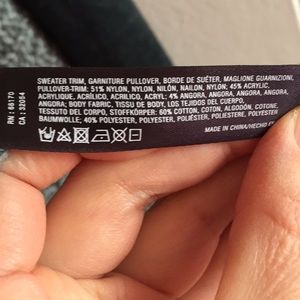 SWEATER TRIM, GARNITURE PULLOVER, BORDE DE SUÉTER, MAGLIONE GUARNIZIONI,
PULLOVER-TRIM: 51% NYLON, NYLON, NILÓN, NAILON, NYLON; 45% ACRYLIC,
ACRYLIQUE, ACRÍLICO, ACRILICO, ACRYL: 4% ANGORA, ANGORA, ANGORA,
ANGORA; BODY FABRIC, TISSU DE BODY, LOS TEJIDOS DEL CUERPO,
TESSUTO DEL CORPO, STOFFKÖRPER: 60% COTTON, COTON, ALGODÓN, COTONE,
BAUMWOLLE: 40% POLYESTER, POLYESTER, POLIÉSTER, POLIESTERE, POLYESTER
MADE IN CHINA/HECHO E
RN : 66170
CA : 32054